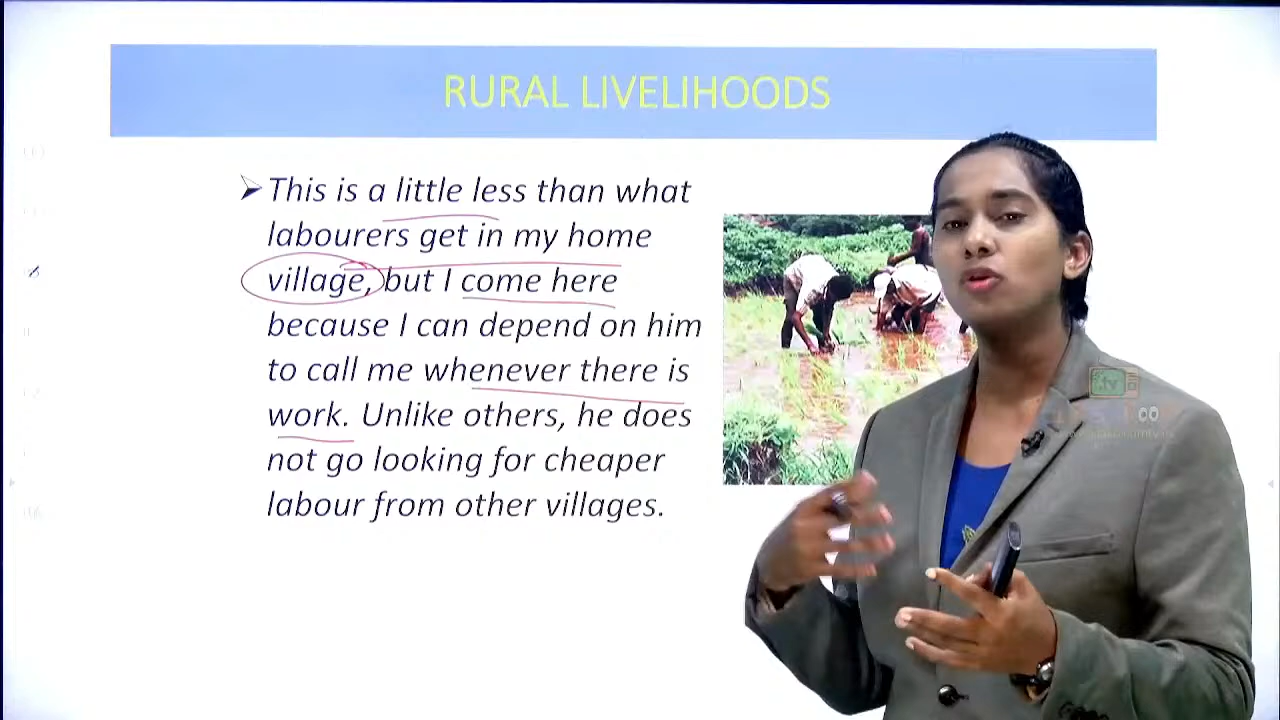 RURAL LIVELIHOODS
This is a little less than what
labourers get in my home
village, but I come here
because I can depend on him
to call me whenever there is
work. Unlike others, he does
not go looking for cheaper
labour from other villages.